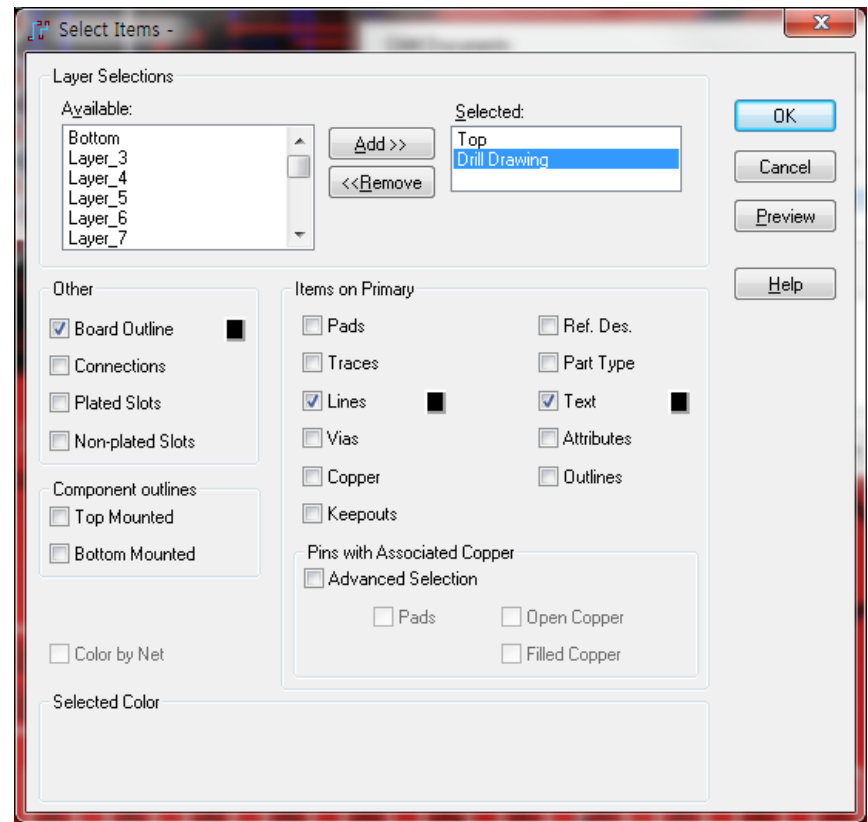 Select Items -
Layer Selections
Available:
Bottom
Layer_3
Layer_4
Layer_5
Layer_6
Layer_7
Add >>
<<Remove
Selected:
Top
Drill Drawing
OK
Cancel
Preview
Help
Other
Board Outline
Connections
Plated Slots
Non-plated Slots
Component outlines
Top Mounted
Bottom Mounted
Color by Net
Items on Primary
Pads
Traces
Lines
Vias
Copper
Keepouts
Ref. Des.
Part Type
Text
Attributes
Outlines
Pins with Associated Copper
Advanced Selection
Pads
Open Copper
Filled Copper
Selected Color